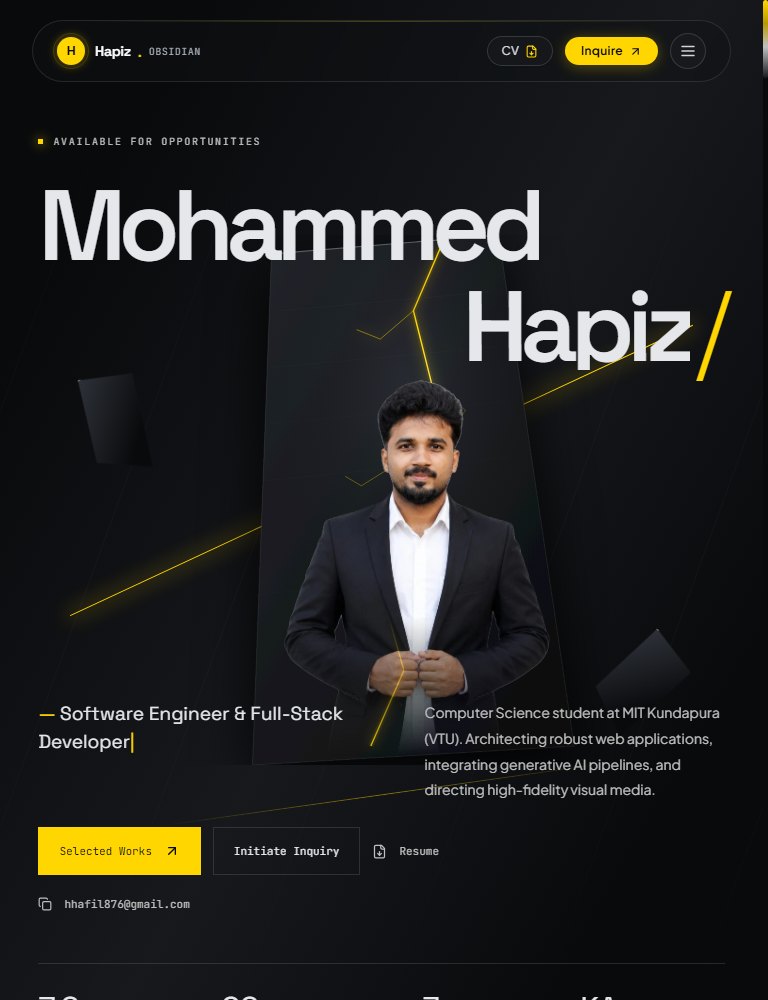 H Hapiz . OBSIDIAN CV Inquire
AVAILABLE FOR OPPORTUNITIES
Mohammed
Hapiz/
— Software Engineer & Full-Stack
Developer
Computer Science student at MIT Kundapura
(VTU). Architecting robust web applications,
integrating generative AI pipelines, and
directing high-fidelity visual media.
Selected Works Initiate Inquiry Resume
hhafil876@gmail.com